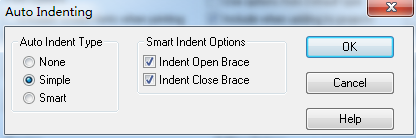 Auto Indenting
Auto Indent Type
None
Simple
Smart
Smart Indent Options
Indent Open Brace
Indent Close Brace
OK
Cancel
Help